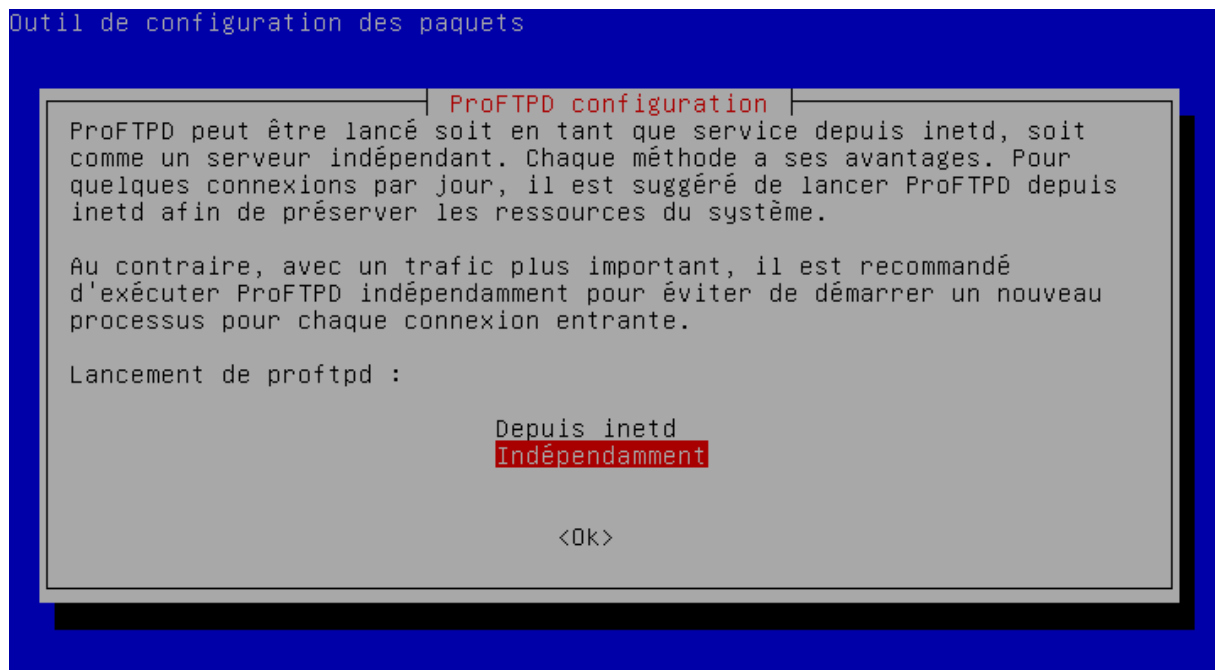 Outil de configuration des paquets
ProFTPD configuration
ProFTPD peut être lancé soit en tant que service depuis inetd, soit
comme un serveur indépendant. Chaque méthode a ses avantages. Pour
quelques connexions par jour, il est suggéré de lancer ProFTPD depuis
inetd afin de préserver les ressources du système.
Au contraire, avec un trafic plus important, il est recommandé
d'exécuter ProFTPD indépendamment pour éviter de démarrer un nouveau
processus pour chaque connexion entrante.
Lancement de proftpd :
Depuis inetd
Indépendamment
<Ok>